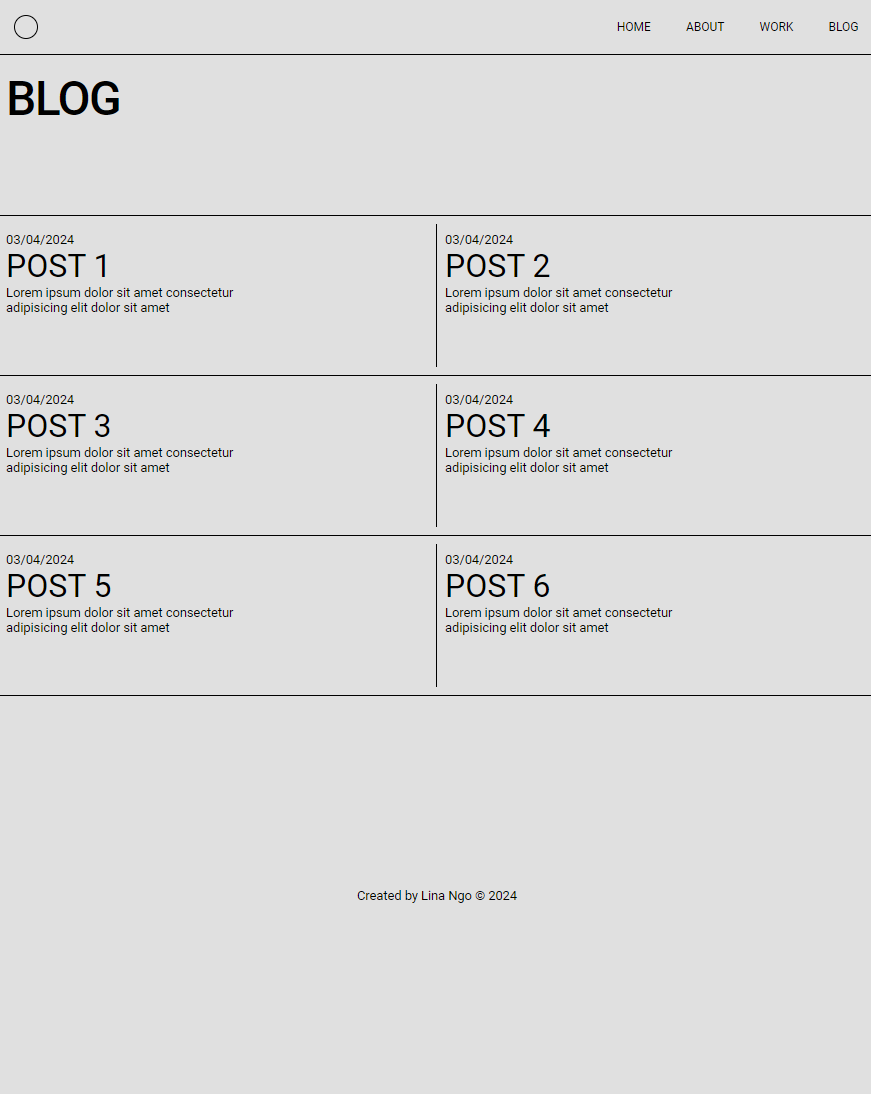 HOME ABOUT WORK BLOG
BLOG
03/04/2024
POST 1
Lorem ipsum dolor sit amet consectetur
adipisicing elit dolor sit amet
03/04/2024
POST 2
Lorem ipsum dolor sit amet consectetur
adipisicing elit dolor sit amet
03/04/2024
POST 3
Lorem ipsum dolor sit amet consectetur
adipisicing elit dolor sit amet
03/04/2024
POST 4
Lorem ipsum dolor sit amet consectetur
adipisicing elit dolor sit amet
03/04/2024
POST 5
Lorem ipsum dolor sit amet consectetur
adipisicing elit dolor sit amet
03/04/2024
POST 6
Lorem ipsum dolor sit amet consectetur
adipisicing elit dolor sit amet
Created by Lina Ngo © 2024